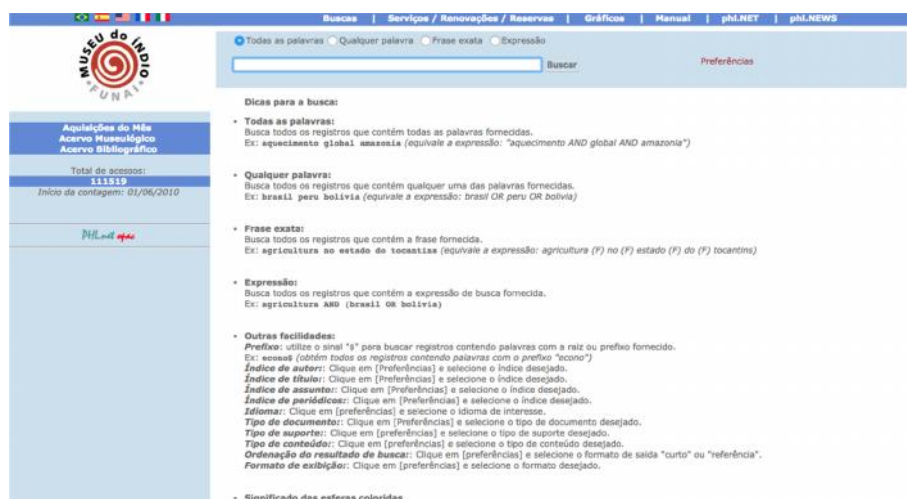 Buscas | Serviços / Renovações / Reservas | Gráficos | Manual | phl.NET | phl.NEWS
MUSEU do ÍNDIO
FUNAI
Todas as palavras Qualquer palavra Frase exata Expressão
Buscar
Preferências
Aquisições do Mês
Acervo Museulógico
Acervo Bibliográfico
Total de acessos:
111519
Início da contagem: 01/06/2010
PHL.net opac
Dicas para a busca:
• Todas as palavras:
Busca todos os registros que contém todas as palavras fornecidas.
Ex: aquecimento global amazonia (equivale a expressão: "aquecimento AND global AND amazonia")
• Qualquer palavra:
Busca todos os registros que contém qualquer uma das palavras fornecidas.
Ex: brasil peru bolivia (equivale a expressão: brasil OR peru OR bolivia)
• Frase exata:
Busca todos os registros que contém a frase fornecida.
Ex: agricultura no estado do tocantins (equivale a expressão: agricultura (F) no (F) estado (F) do (F) tocantins)
• Expressão:
Busca todos os registros que contém a expressão de busca fornecida.
Ex: agricultura AND (brasil OR bolivia)
• Outras facilidades:
Prefixo: utilize o sinal "$" para buscar registros contendo palavras com a raiz ou prefixo fornecido.
Ex: econo$ (obtém todos os registros contendo palavras com o prefixo "econo")
Índice de autor:: Clique em [Preferências] e selecione o índice desejado.
Índice de título:: Clique em [Preferências] e selecione o índice desejado.
Índice de assunto:: Clique em [Preferências] e selecione o índice desejado.
Índice de periódicos:: Clique em [Preferências] e selecione o índice desejado.
Idioma:: Clique em [preferências] e selecione o idioma de interesse.
Tipo de documento:: Clique em [Preferências] e selecione o tipo de documento desejado.
Tipo de suporte:: Clique em [preferências] e selecione o tipo de suporte desejado.
Tipo de conteúdo:: Clique em [preferências] e selecione o tipo de conteúdo desejado.
Ordenação do resultado de busca:: Clique em [preferências] e selecione o formato de saída "curto" ou "referência".
Formato de exibição:: Clique em [preferências] e selecione o formato desejado.
• Significado das esferas coloridas